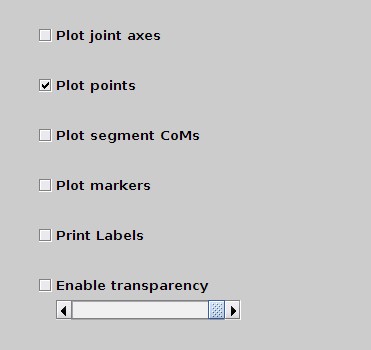 Plot joint axes
Plot points
Plot segment CoMs
Plot markers
Print Labels
Enable transparency